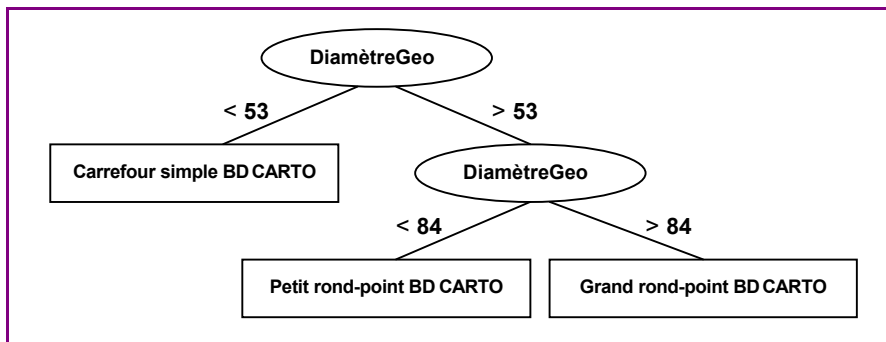 DiamètreGeo
< 53
> 53
Carrefour simple BD CARTO
DiamètreGeo
< 84
> 84
Petit rond-point BD CARTO
Grand rond-point BD CARTO